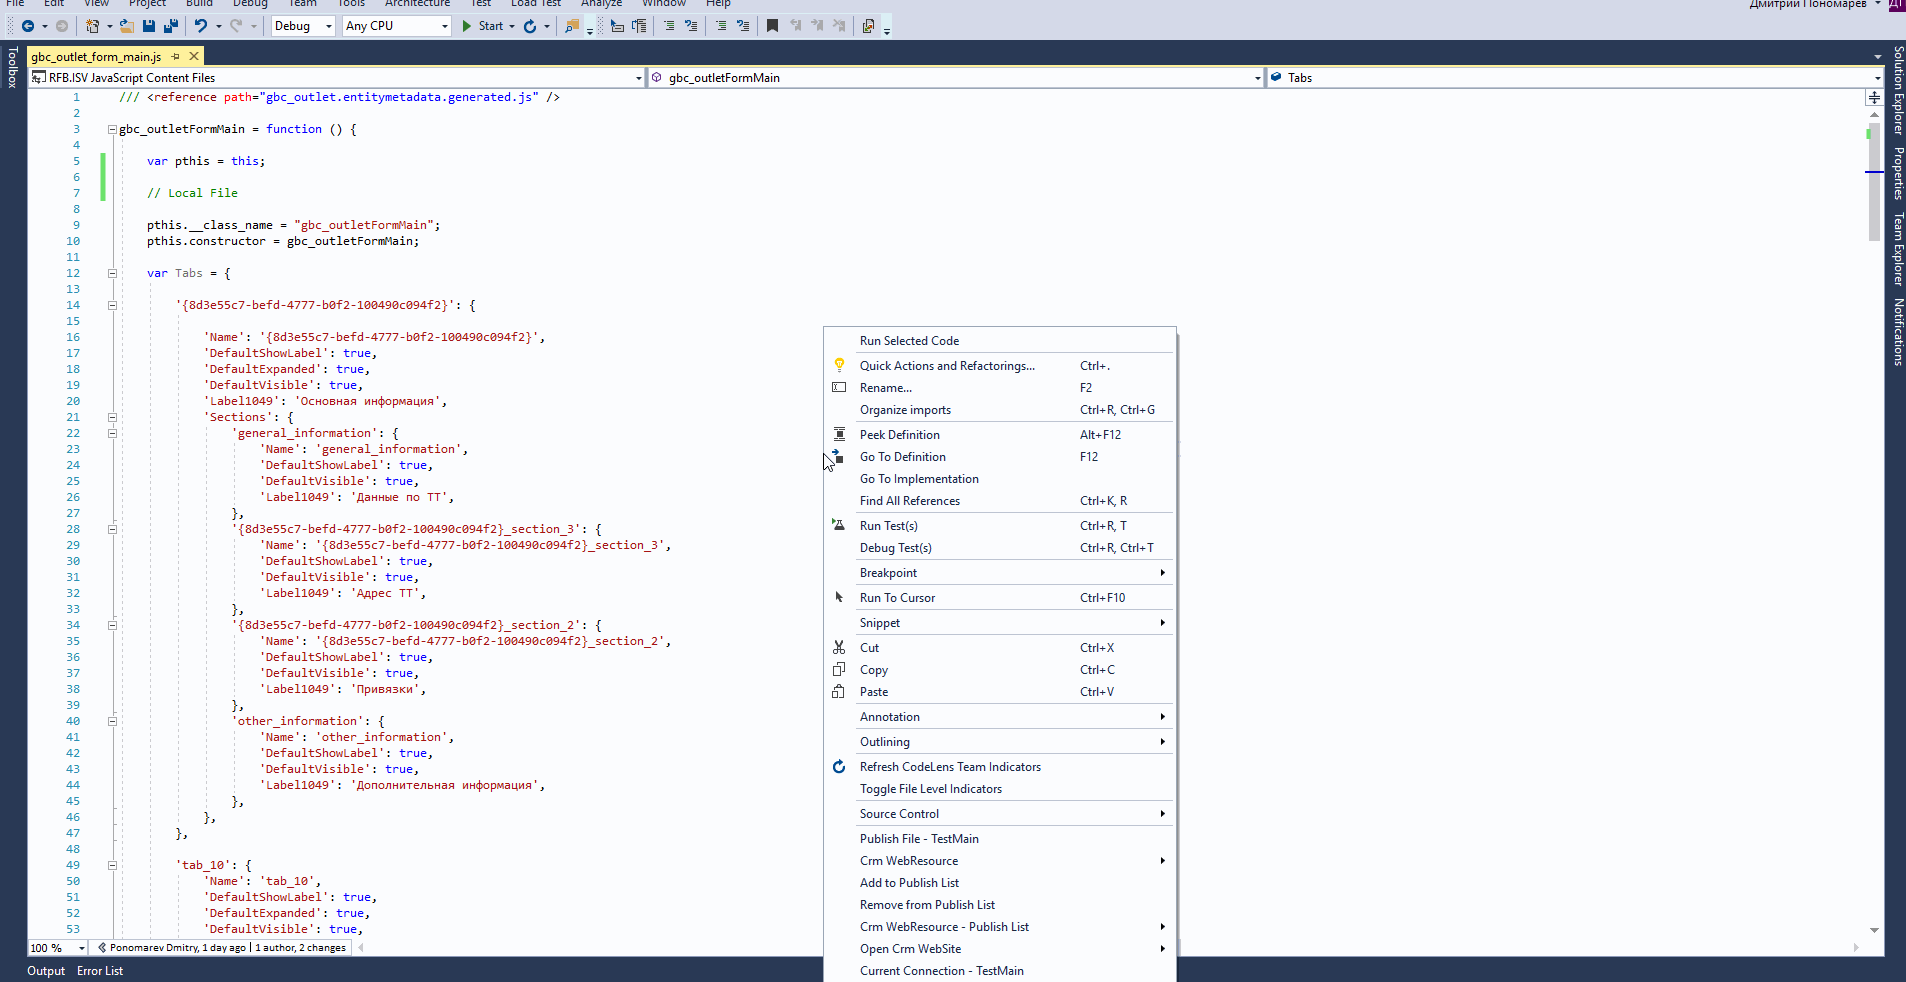 File Edit View Project Build Debug Team Tools Architecture Test Load Test Analyze Window Help Дмитрий Пономарев ДП
Debug Any CPU Start
gbc_outlet_form_main.js
RFB.ISV JavaScript Content Files gbc_outletFormMain Tabs
1 /// <reference path="gbc_outlet.entitymetadata.generated.js" />
2
3 gbc_outletFormMain = function () {
4
5 var pthis = this;
6
7 // Local File
8
9 pthis.__class_name = "gbc_outletFormMain";
10 pthis.constructor = gbc_outletFormMain;
11
12 var Tabs = {
13
14 '{8d3e55c7-befd-4777-b0f2-100490c094f2}': {
15
16 'Name': '{8d3e55c7-befd-4777-b0f2-100490c094f2}',
17 'DefaultShowLabel': true,
18 'DefaultExpanded': true,
19 'DefaultVisible': true,
20 'Label1049': 'Основная информация',
21 'Sections': {
22 'general_information': {
23 'Name': 'general_information',
24 'DefaultShowLabel': true,
25 'DefaultVisible': true,
26 'Label1049': 'Данные по ТТ',
27 },
28 '{8d3e55c7-befd-4777-b0f2-100490c094f2}_section_3': {
29 'Name': '{8d3e55c7-befd-4777-b0f2-100490c094f2}_section_3',
30 'DefaultShowLabel': true,
31 'DefaultVisible': true,
32 'Label1049': 'Адрес ТТ',
33 },
34 '{8d3e55c7-befd-4777-b0f2-100490c094f2}_section_2': {
35 'Name': '{8d3e55c7-befd-4777-b0f2-100490c094f2}_section_2',
36 'DefaultShowLabel': true,
37 'DefaultVisible': true,
38 'Label1049': 'Привязки',
39 },
40 'other_information': {
41 'Name': 'other_information',
42 'DefaultShowLabel': true,
43 'DefaultVisible': true,
44 'Label1049': 'Дополнительная информация',
45 },
46 },
47 },
48
49 'tab_10': {
50 'Name': 'tab_10',
51 'DefaultShowLabel': true,
52 'DefaultExpanded': true,
53 'DefaultVisible': true,
Run Selected Code
Quick Actions and Refactorings... Ctrl+.
Rename... F2
Organize imports Ctrl+R, Ctrl+G
Peek Definition Alt+F12
Go To Definition F12
Go To Implementation
Find All References Ctrl+K, R
Run Test(s) Ctrl+R, T
Debug Test(s) Ctrl+R, Ctrl+T
Breakpoint
Run To Cursor Ctrl+F10
Snippet
Cut Ctrl+X
Copy Ctrl+C
Paste Ctrl+V
Annotation
Outlining
Refresh CodeLens Team Indicators
Toggle File Level Indicators
Source Control
Publish File - TestMain
Crm WebResource
Add to Publish List
Remove from Publish List
Crm WebResource - Publish List
Open Crm WebSite
Current Connection - TestMain
100 % Ponomarev Dmitry, 1 day ago | 1 author, 2 changes
Output Error List
Toolbox
Solution Explorer
Properties
Team Explorer
Notifications